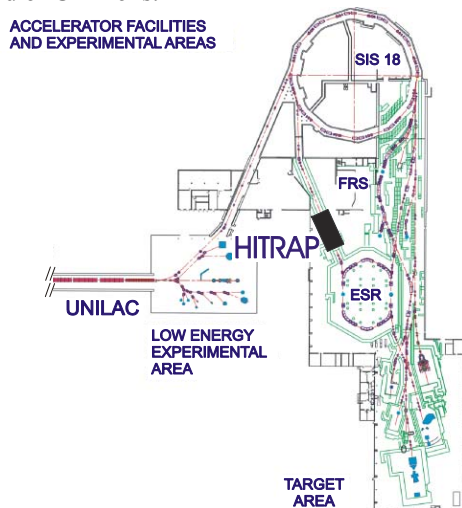 ACCELERATOR FACILITIES
AND EXPERIMENTAL AREAS
SIS 18
FRS
HITRAP
ESR
UNILAC
LOW ENERGY
EXPERIMENTAL
AREA
TARGET
AREA